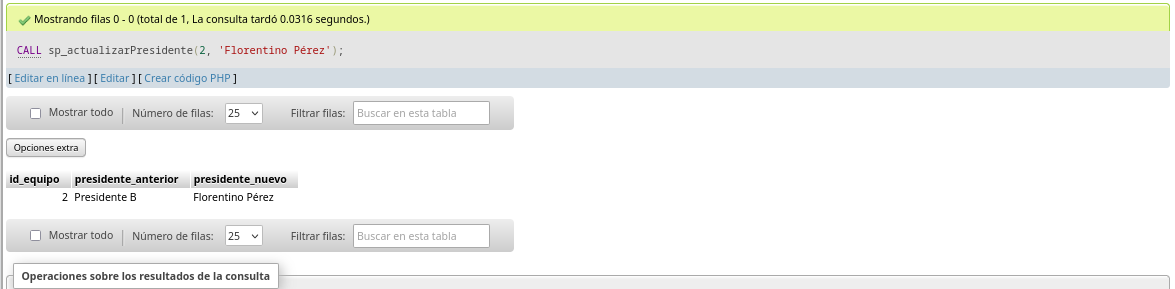 Mostrando filas 0 - 0 (total de 1, La consulta tardó 0.0316 segundos.)
CALL sp_actualizarPresidente(2, 'Florentino Pérez');
[ Editar en línea ] [ Editar ] [ Crear código PHP ]
Mostrar todo | Número de filas: 25 Filtrar filas: Buscar en esta tabla
Opciones extra
id_equipo presidente_anterior presidente_nuevo
2 Presidente B Florentino Pérez
Mostrar todo | Número de filas: 25 Filtrar filas: Buscar en esta tabla
Operaciones sobre los resultados de la consulta